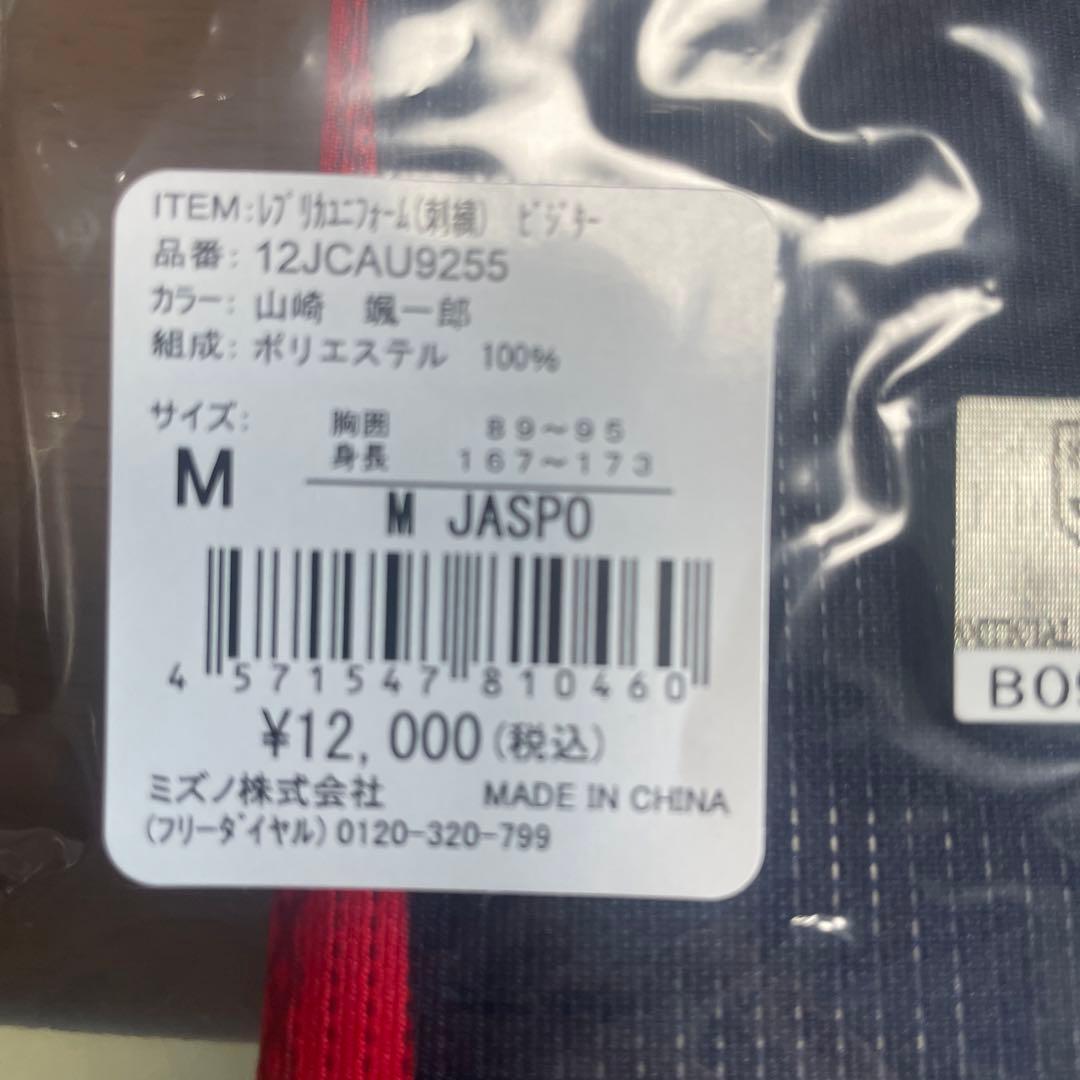 ITEM:ﾚﾌﾟﾘｶﾕﾆﾌｫｰﾑ(刺繍) ﾋﾞｼﾞﾀｰ
品番: 12JCAU9255
カラー: 山崎 颯一郎
組成: ポリエステル 100%
サイズ: 胸囲 89~95
M 身長 167~173
M JASPO
4 571547 810460
¥12,000(税込)
ミズノ株式会社 MADE IN CHINA
(フリーダイヤル) 0120-320-799